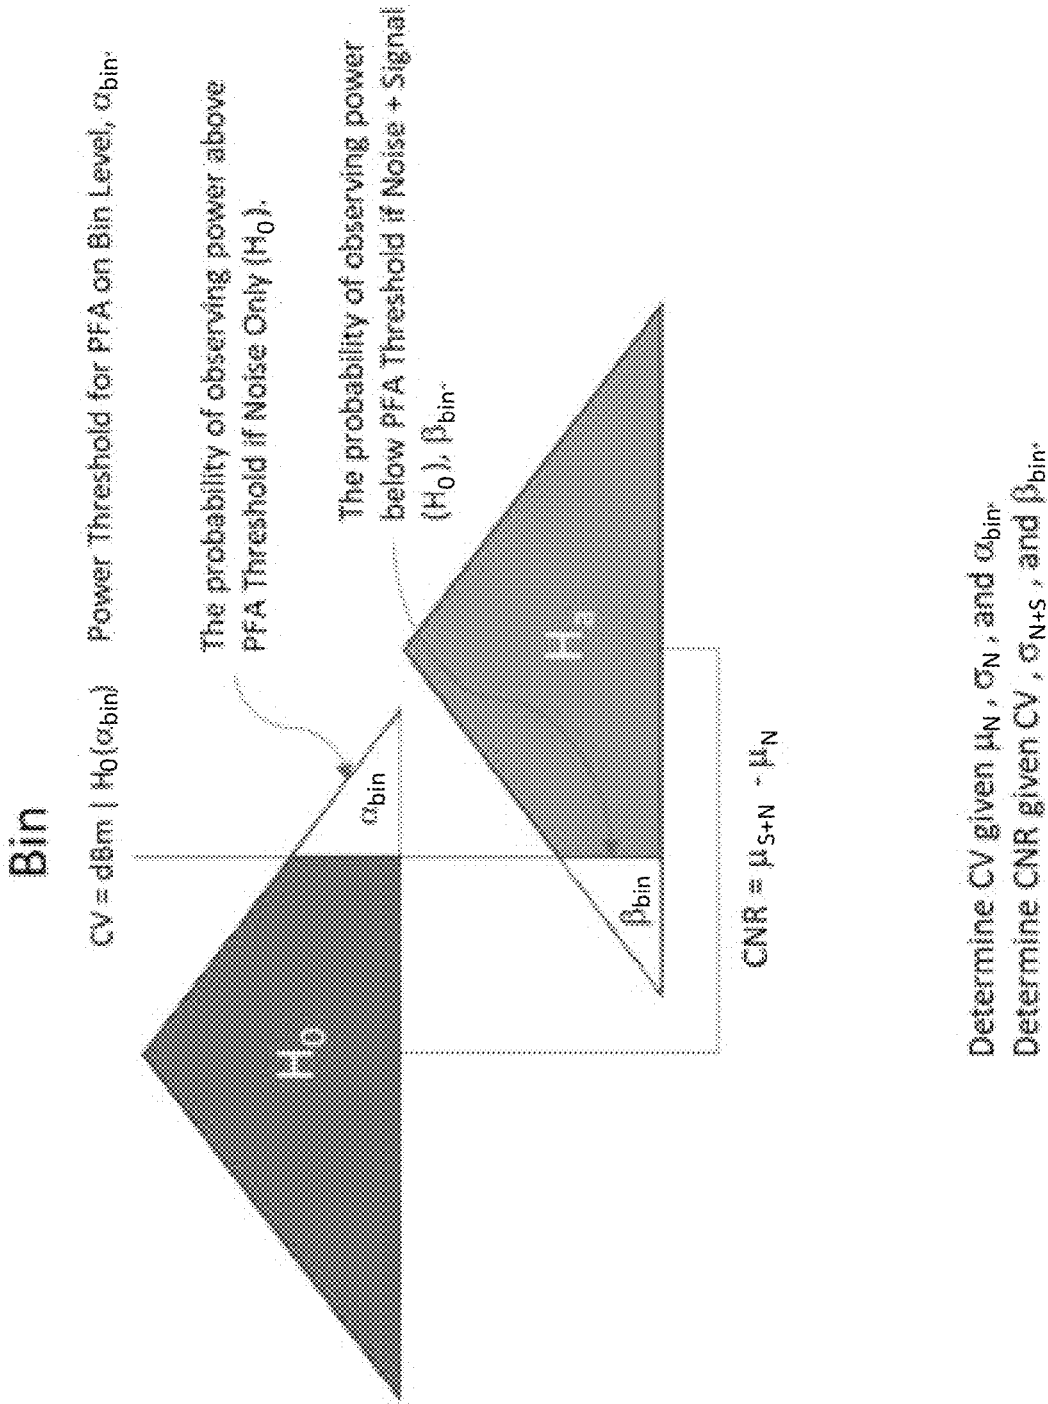 Bin
CV = dBm | H0(αbin)
Power Threshold for PFA on Bin Level, αbin.
The probability of observing power above
PFA Threshold if Noise Only (H0).
The probability of observing power
below PFA Threshold if Noise + Signal
(H0), βbin.
αbin
H0
βbin
CNR = μS+N - μN
Determine CV given μN, σN, and αbin.
Determine CNR given CV, σN+S, and βbin.